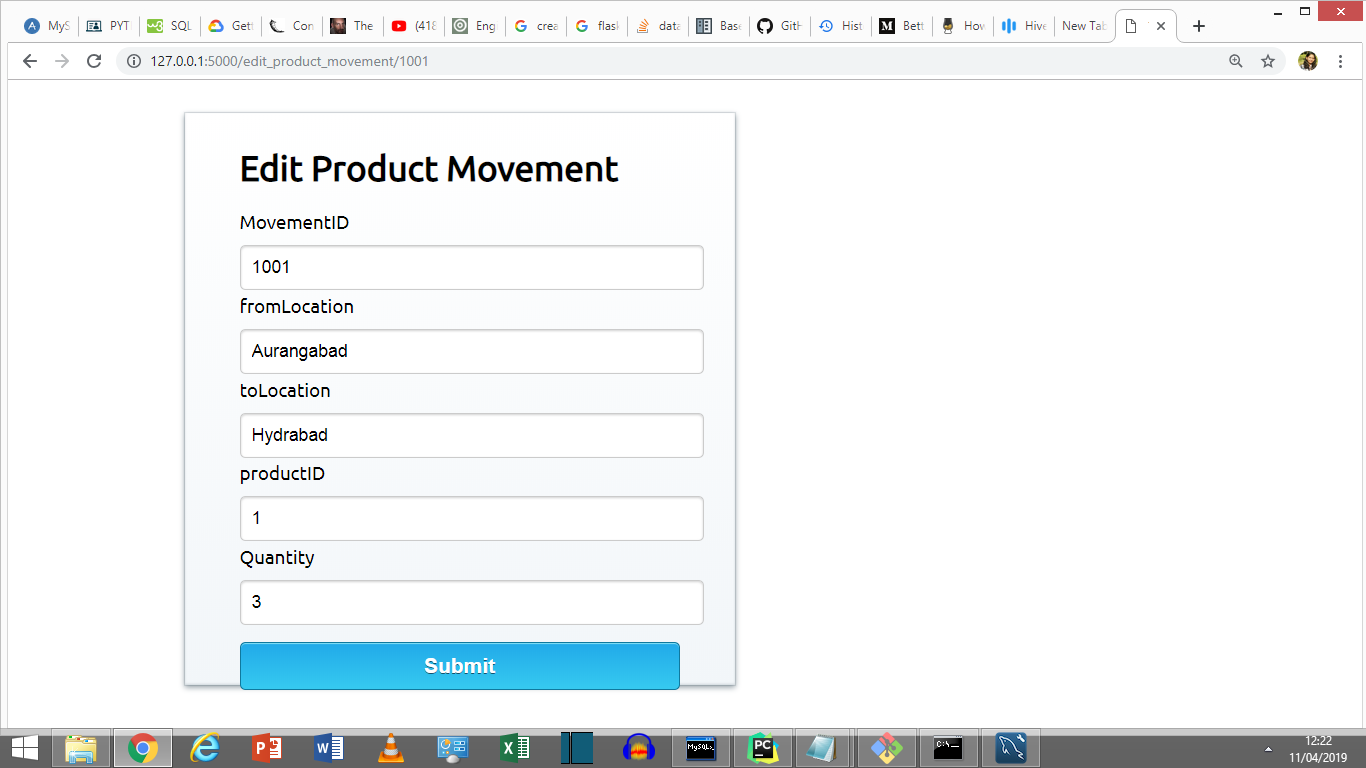 MyS PYT SQL Gett Con The (418 Eng crea flask data Base GitH Hist Bett How Hive New Tab
127.0.0.1:5000/edit_product_movement/1001
Edit Product Movement
MovementID
1001
fromLocation
Aurangabad
toLocation
Hydrabad
productID
1
Quantity
3
Submit
12:22
11/04/2019